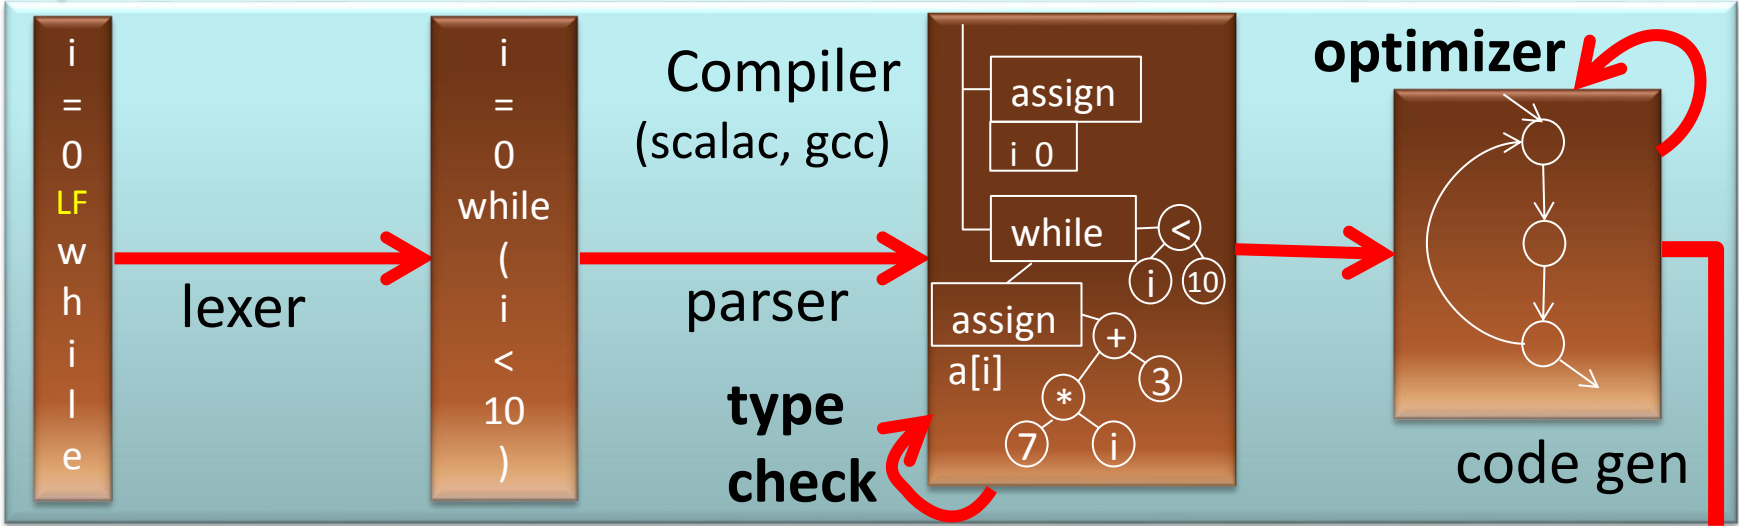 i
=
0
LF
w
h
i
l
e
lexer
i
=
0
while
(
i
<
10
)
Compiler
(scalac, gcc)
parser
type
check
assign
i 0
while
<
i
10
assign
a[i]
+
*
3
7
i
optimizer
code gen